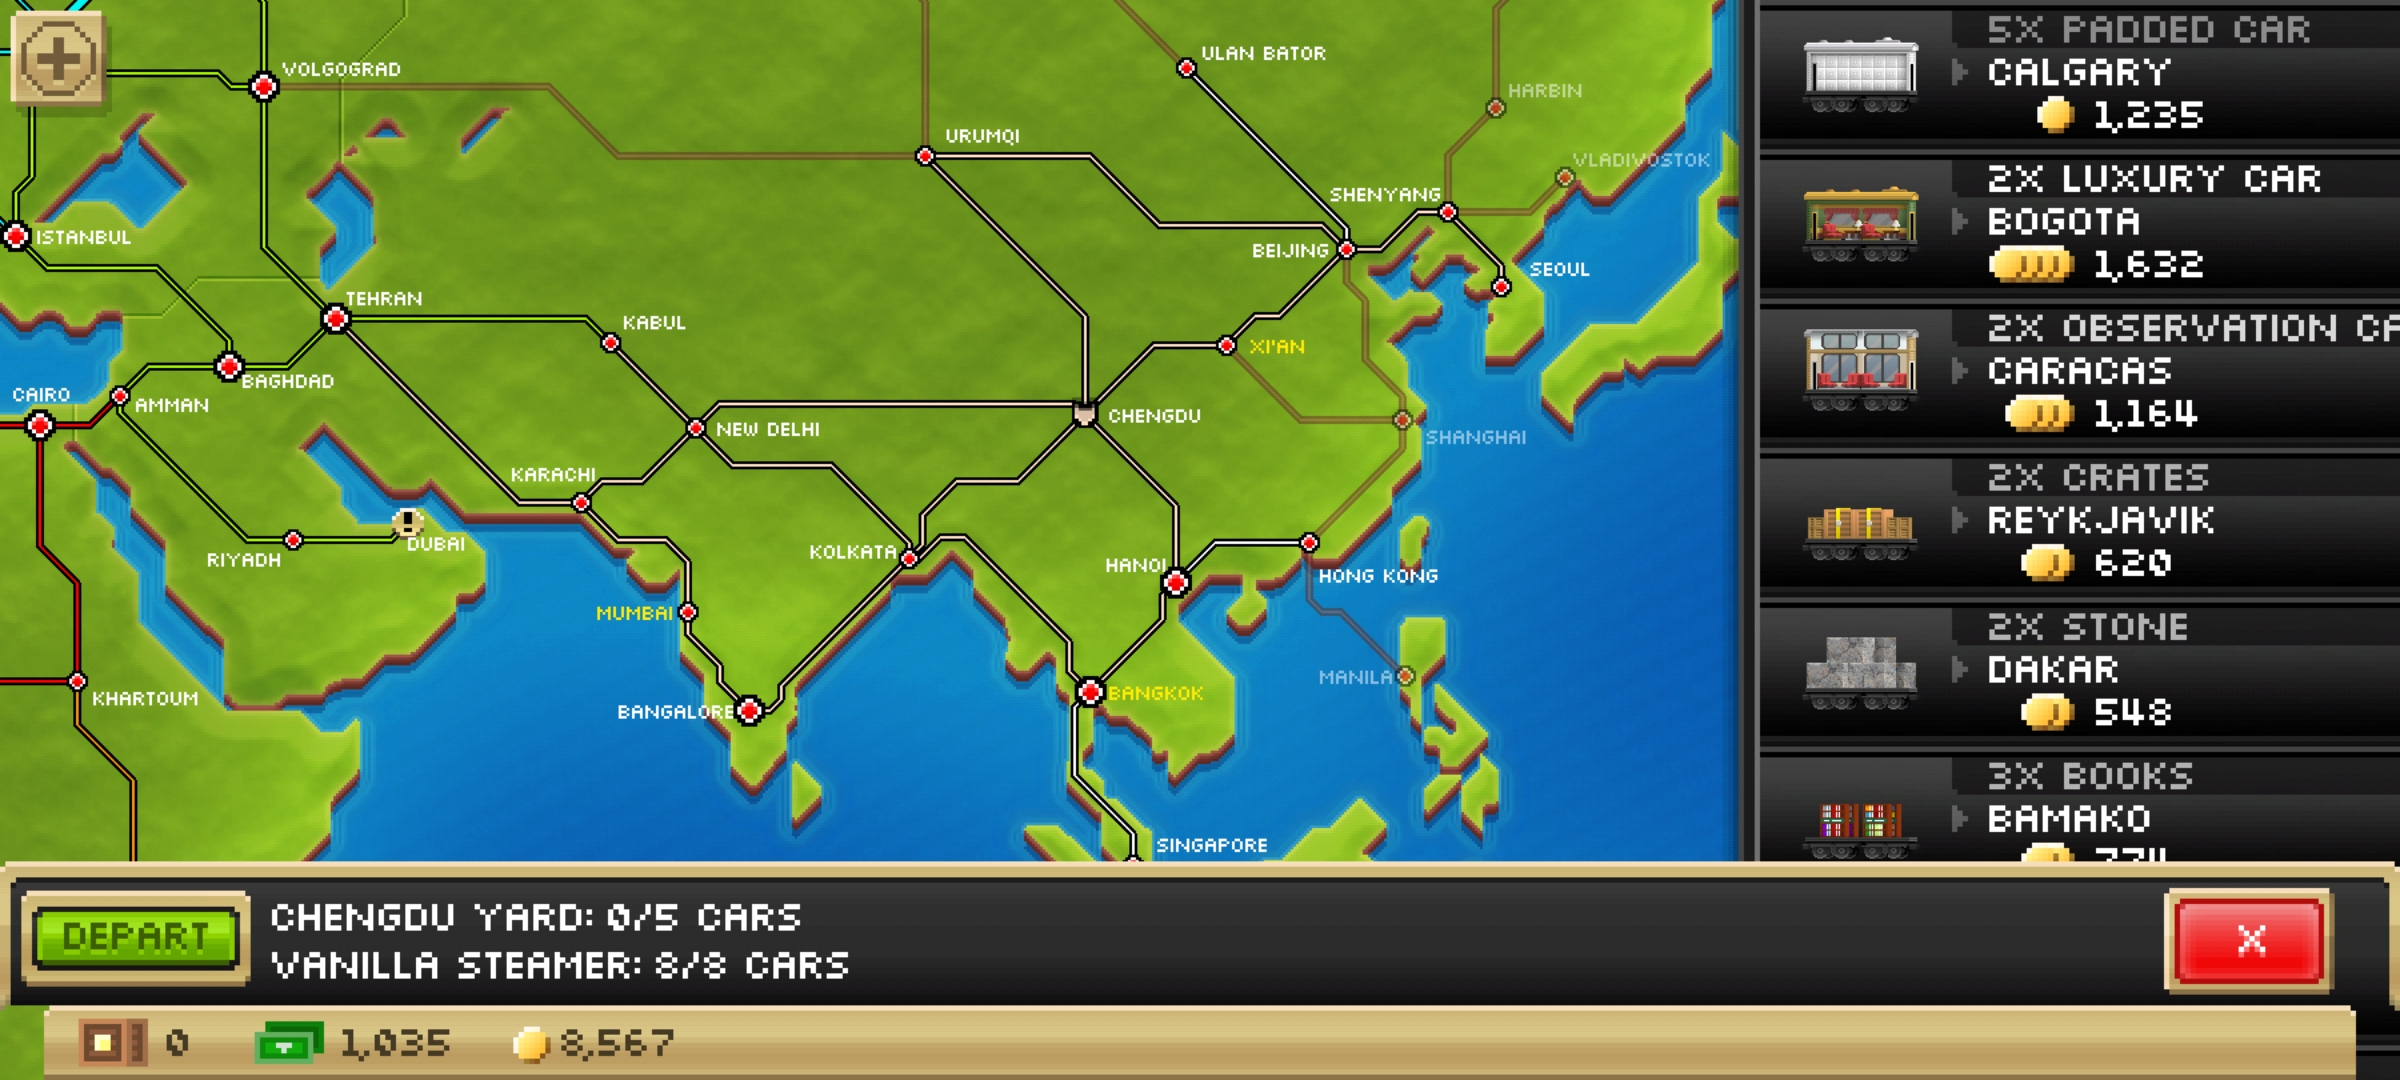 VOLGOGRAD
ULAN BATOR
HARBIN
URUMQI
VLADIVOSTOK
SHENYANG
ISTANBUL
BEIJING
SEOUL
TEHRAN
KABUL
XI'AN
BAGHDAD
CAIRO
AMMAN
CHENGDU
NEW DELHI
SHANGHAI
KARACHI
DUBAI
RIYADH
KOLKATA
HANOI
HONG KONG
MUMBAI
MANILA
KHARTOUM
BANGKOK
BANGALORE
SINGAPORE
5X PADDED CAR
CALGARY
1,235
2X LUXURY CAR
BOGOTA
1,632
2X OBSERVATION CA
CARACAS
1,164
2X CRATES
REYKJAVIK
620
2X STONE
DAKAR
548
3X BOOKS
BAMAKO
DEPART
CHENGDU YARD: 0/5 CARS
VANILLA STEAMER: 8/8 CARS
X
0
1,035
8,567